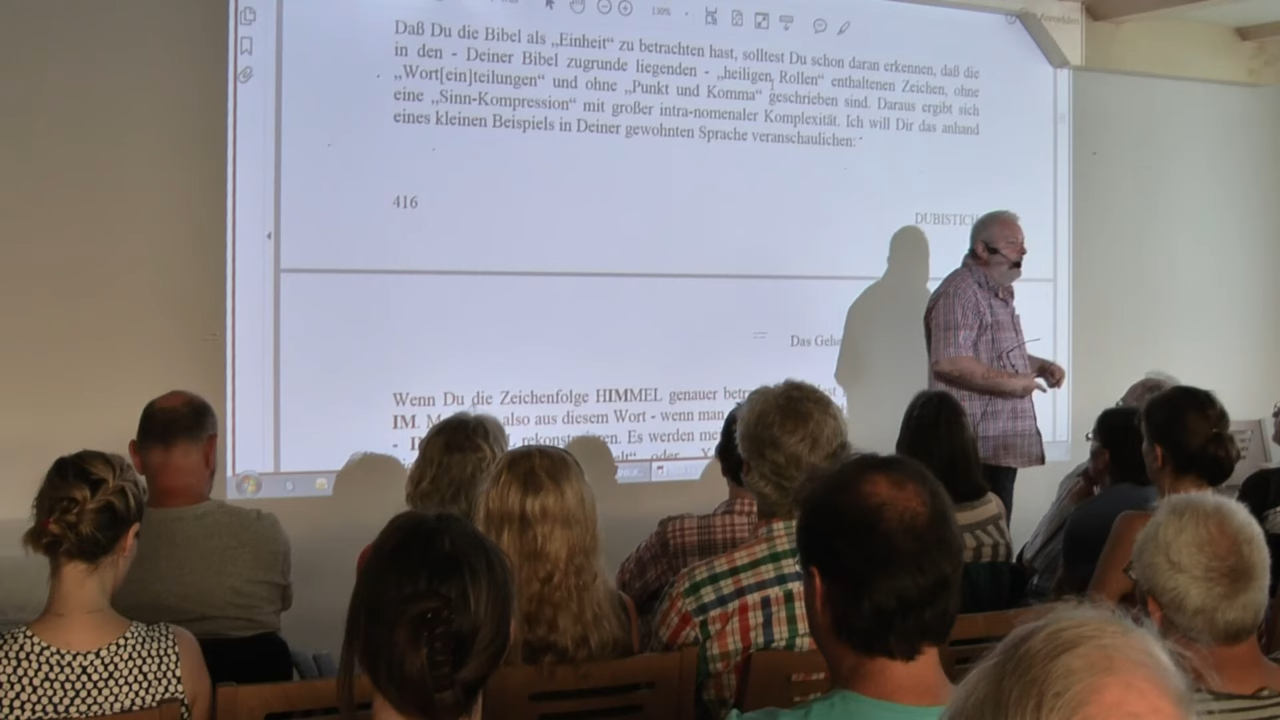 130%
Anmelden
Daß Du die Bibel als „Einheit“ zu betrachten hast, solltest Du schon daran erkennen, daß die
in den - Deiner Bibel zugrunde liegenden - „heiligen Rollen“ enthaltenen Zeichen, ohne
„Wort[ein]teilungen“ und ohne „Punkt und Komma“ geschrieben sind. Daraus ergibt sich
eine „Sinn-Kompression“ mit großer intra-nomenaler Komplexität. Ich will Dir das anhand
eines kleinen Beispiels in Deiner gewohnten Sprache veranschaulichen:
416
DUBISTICH
Das
Wenn Du die Zeichenfolge HIMMEL genauer
IM. also aus diesem Wort - wenn man
Es werden
oder